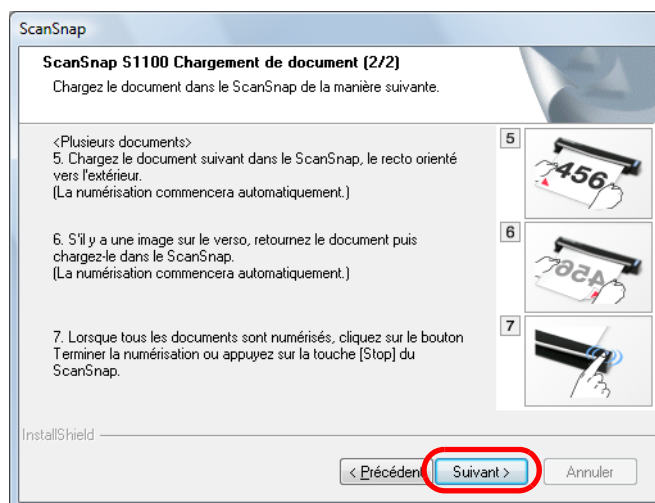 ScanSnap
ScanSnap S1100 Chargement de document (2/2)
Chargez le document dans le ScanSnap de la manière suivante.
<Plusieurs documents>
5. Chargez le document suivant dans le ScanSnap, le recto orienté
vers l'extérieur.
(La numérisation commencera automatiquement.)
5
456
6. S'il y a une image sur le verso, retournez le document puis
chargez-le dans le ScanSnap.
(La numérisation commencera automatiquement.)
6
456
7. Lorsque tous les documents sont numérisés, cliquez sur le bouton
Terminer la numérisation ou appuyez sur la touche [Stop] du
ScanSnap.
7
InstallShield
< Précédent
Suivant >
Annuler